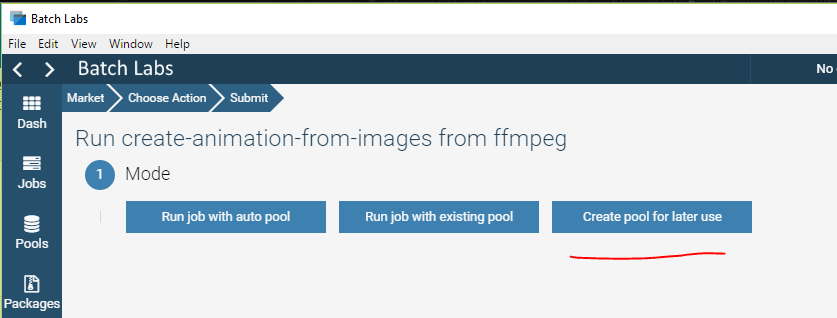 Batch Labs
File Edit View Window Help
Batch Labs No
Market Choose Action Submit
Dash
Run create-animation-from-images from ffmpeg
1 Mode
Jobs
Run job with auto pool Run job with existing pool Create pool for later use
Pools
Packages